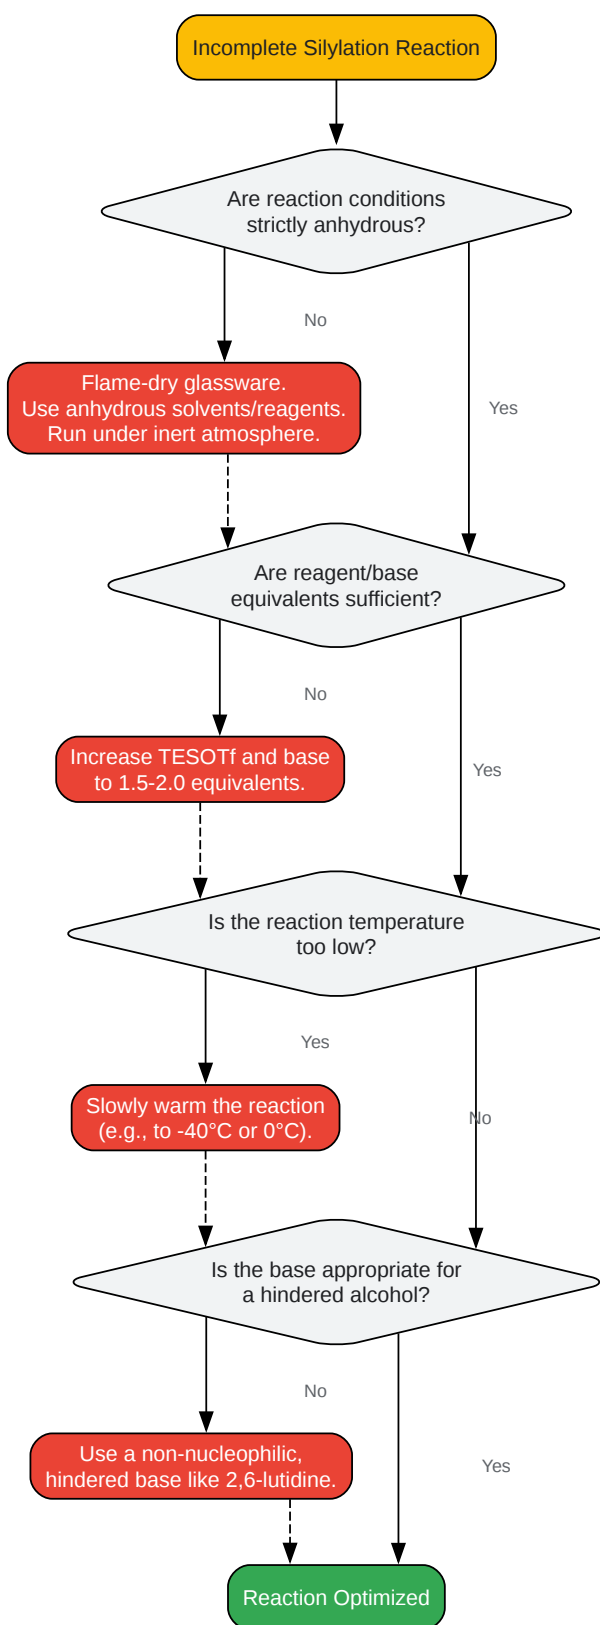 Incomplete Silylation Reaction
Are reaction conditions
strictly anhydrous?
No
Flame-dry glassware.
Use anhydrous solvents/reagents.
Run under inert atmosphere.
Yes
Are reagent/base
equivalents sufficient?
No
Increase TESOTf and base
to 1.5-2.0 equivalents.
Yes
Is the reaction temperature
too low?
Yes
Slowly warm the reaction
(e.g., to -40°C or 0°C).
No
Is the base appropriate for
a hindered alcohol?
No
Use a non-nucleophilic,
hindered base like 2,6-lutidine.
Yes
Reaction Optimized